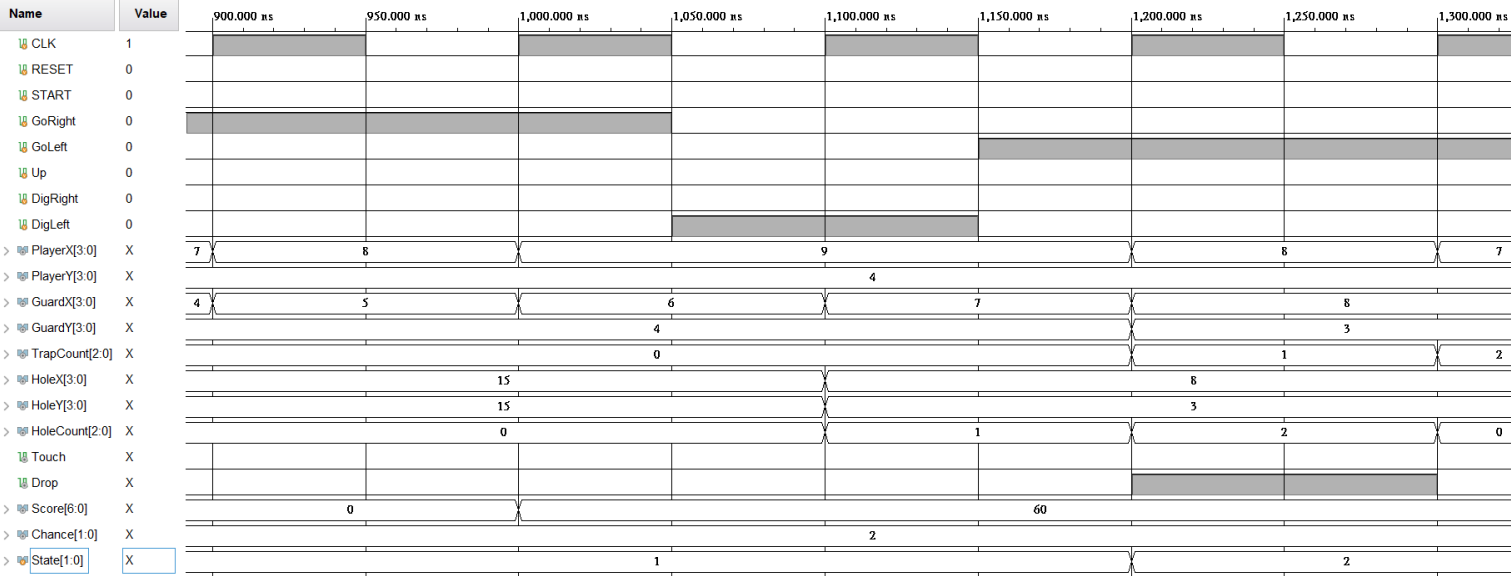 Name Value 900.000 ns 950.000 ns 1,000.000 ns 1,050.000 ns 1,100.000 ns 1,150.000 ns 1,200.000 ns 1,250.000 ns 1,300.000 ns
CLK 1
RESET 0
START 0
GoRight 0
GoLeft 0
Up 0
DigRight 0
DigLeft 0
PlayerX[3:0] X 7 8 9 8 7
PlayerY[3:0] X 4
GuardX[3:0] X 4 5 6 7 8
GuardY[3:0] X 4 3
TrapCount[2:0] X 0 1 2
HoleX[3:0] X 15 8
HoleY[3:0] X 15 3
HoleCount[2:0] X 0 1 2 0
Touch X
Drop X
Score[6:0] X 0 60
Chance[1:0] X 2
State[1:0] X 1 2